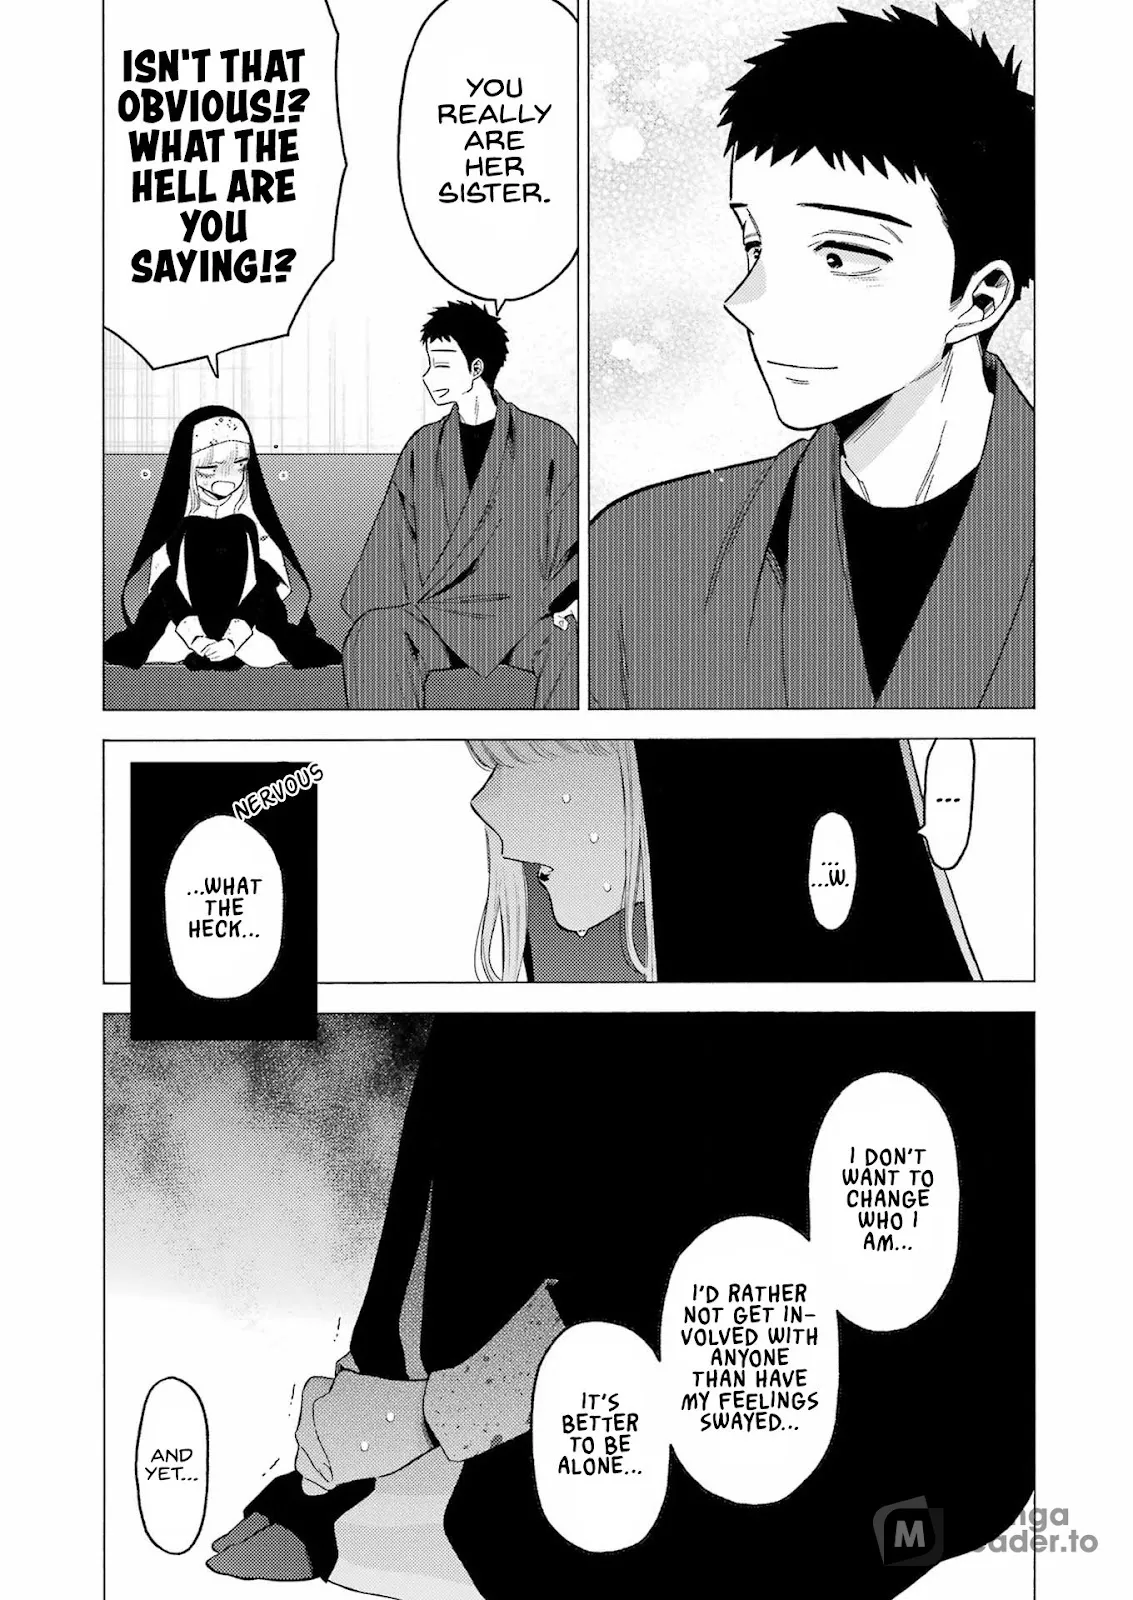 YOU
REALLY
ARE
HER
SISTER.
ISN'T THAT
OBVIOUS!?
WHAT THE
HELL ARE
YOU
SAYING!?
...
...
...W.
NERVOUS
...WHAT
THE
HECK...
I DON'T
WANT TO
CHANGE
WHO I
AM...
I'D RATHER
NOT GET IN-
VOLVED WITH
ANYONE
THAN HAVE
MY FEELINGS
SWAYED...
IT'S
BETTER
TO BE
ALONE...
AND
YET...
M
anga
eader.to